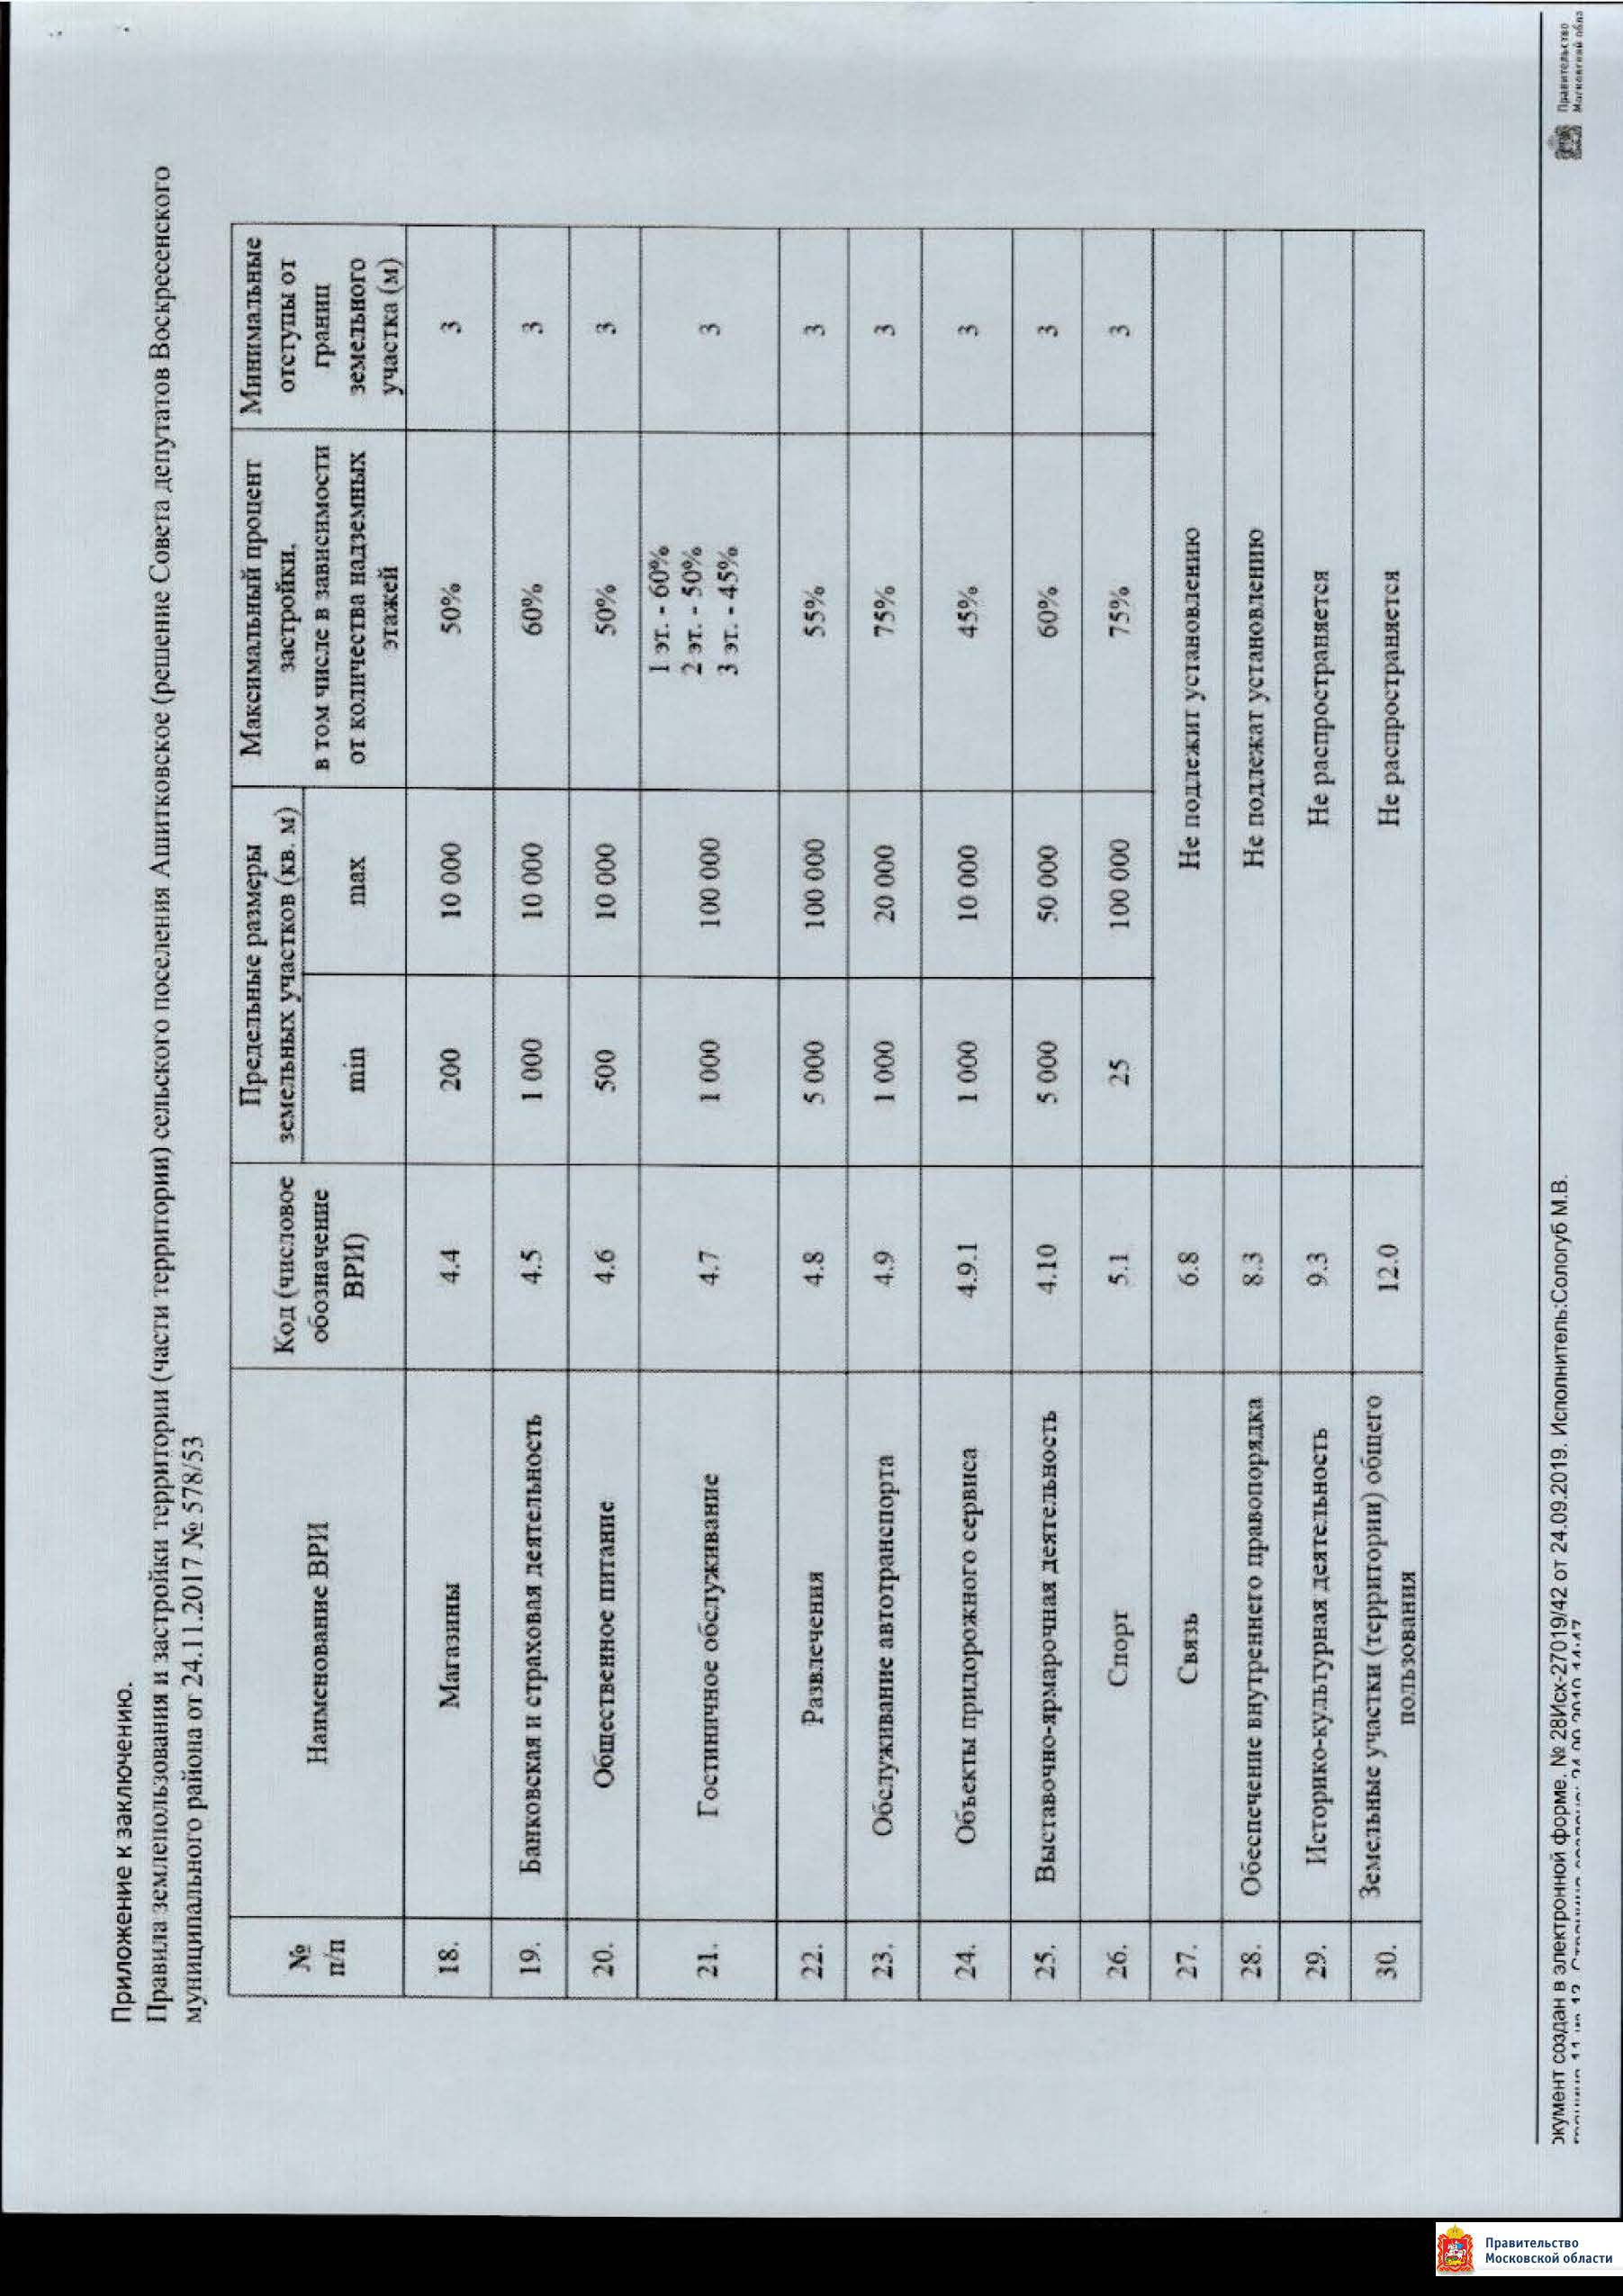 Приложение к заключению.
Правила землепользования и застройки территории (части территории) сельского поселения Ашитковское (решение Совета депутатов Воскресенского
муниципального района от 24.11.2017 № 578/53
№ п/п
Наименование ВРИ
Код (числовое обозначение ВРИ)
Предельные размеры земельных участков (кв. м)
min
max
Максимальный процент застройки, в том числе в зависимости от количества надземных этажей
Минимальные отступы от границ земельного участка (м)
18. Магазины 4.4 200 10 000 50% 3
19. Банковская и страховая деятельность 4.5 1 000 10 000 60% 3
20. Общественное питание 4.6 500 10 000 50% 3
21. Гостиничное обслуживание 4.7 1 000 100 000 1 эт. - 60%
2 эт. - 50%
3 эт. - 45%
3
22. Развлечения 4.8 5 000 100 000 55% 3
23. Обслуживание автотранспорта 4.9 1 000 20 000 75% 3
24. Объекты придорожного сервиса 4.9.1 1 000 10 000 45% 3
25. Выставочно-ярмарочная деятельность 4.10 5 000 50 000 60% 3
26. Спорт 5.1 25 100 000 75% 3
27. Связь 6.8 Не подлежит установлению
28. Обеспечение внутреннего правопорядка 8.3 Не подлежат установлению
29. Историко-культурная деятельность 9.3 Не распространяется
30. Земельные участки (территории) общего
пользования
12.0 Не распространяется
окумент создан в электронной форме. № 28Исх-27019/42 от 24.09.2019. Исполнитель:Сологуб М.В.
Правительство
Московской обла
Правительство
Московской области